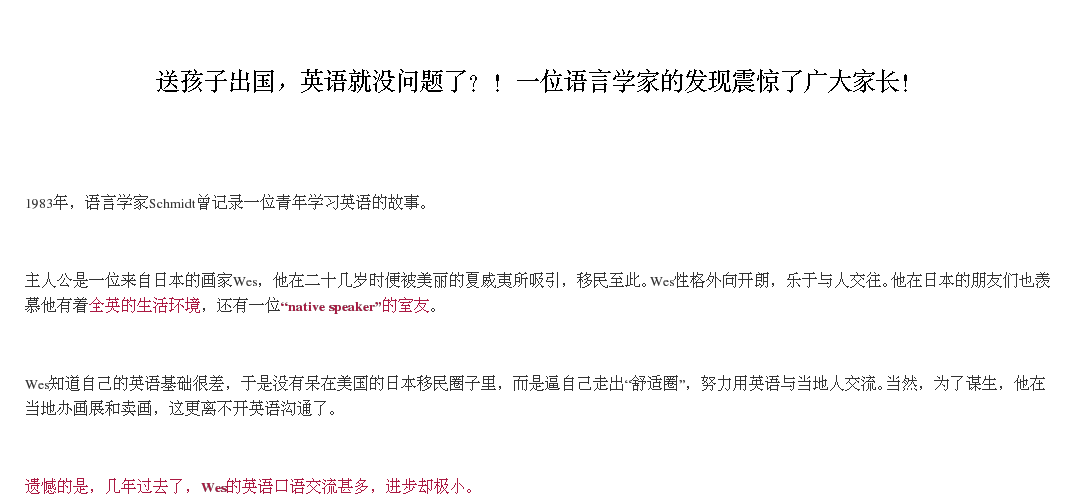 送孩子出国，英语就没问题了？！一位语言学家的发现震惊了广大家长！
1983年，语言学家Schmidt曾记录一位青年学习英语的故事。
主人公是一位来自日本的画家Wes，他在二十几岁时便被美丽的夏威夷所吸引，移民至此。Wes性格外向开朗，乐于与人交往。他在日本的朋友们也羡
慕他有着全英的生活环境，还有一位“native speaker”的室友。
Wes知道自己的英语基础很差，于是没有呆在美国的日本移民圈子里，而是逼自己走出“舒适圈”，努力用英语与当地人交流。当然，为了谋生，他在
当地办画展和卖画，这更离不开英语沟通了。
遗憾的是，几年过去了，Wes的英语口语交流甚多，进步却极小。